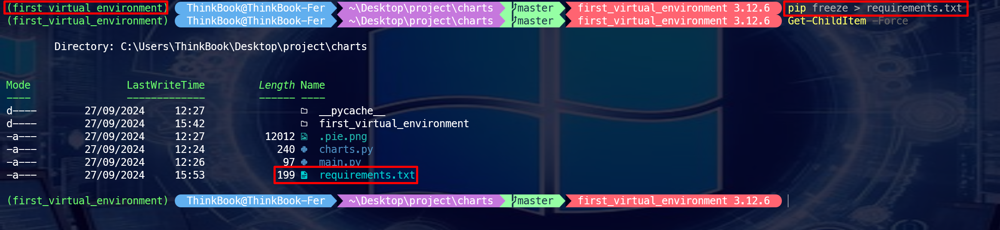 (first_virtual_environment) ThinkBook@ThinkBook-Fer ~\Desktop\project\charts master first_virtual_environment 3.12.6 pip freeze > requirements.txt
(first_virtual_environment) ThinkBook@ThinkBook-Fer ~\Desktop\project\charts master first_virtual_environment 3.12.6 Get-ChildItem -Force
Directory: C:\Users\ThinkBook\Desktop\project\charts
Mode LastWriteTime Length Name
---- ------------- ------ ----
d---- 27/09/2024 12:27 __pycache__
d---- 27/09/2024 15:42 first_virtual_environment
-a--- 27/09/2024 12:27 12012 .pie.png
-a--- 27/09/2024 12:24 240 charts.py
-a--- 27/09/2024 12:26 97 main.py
-a--- 27/09/2024 15:53 199 requirements.txt
(first_virtual_environment) ThinkBook@ThinkBook-Fer ~\Desktop\project\charts master first_virtual_environment 3.12.6